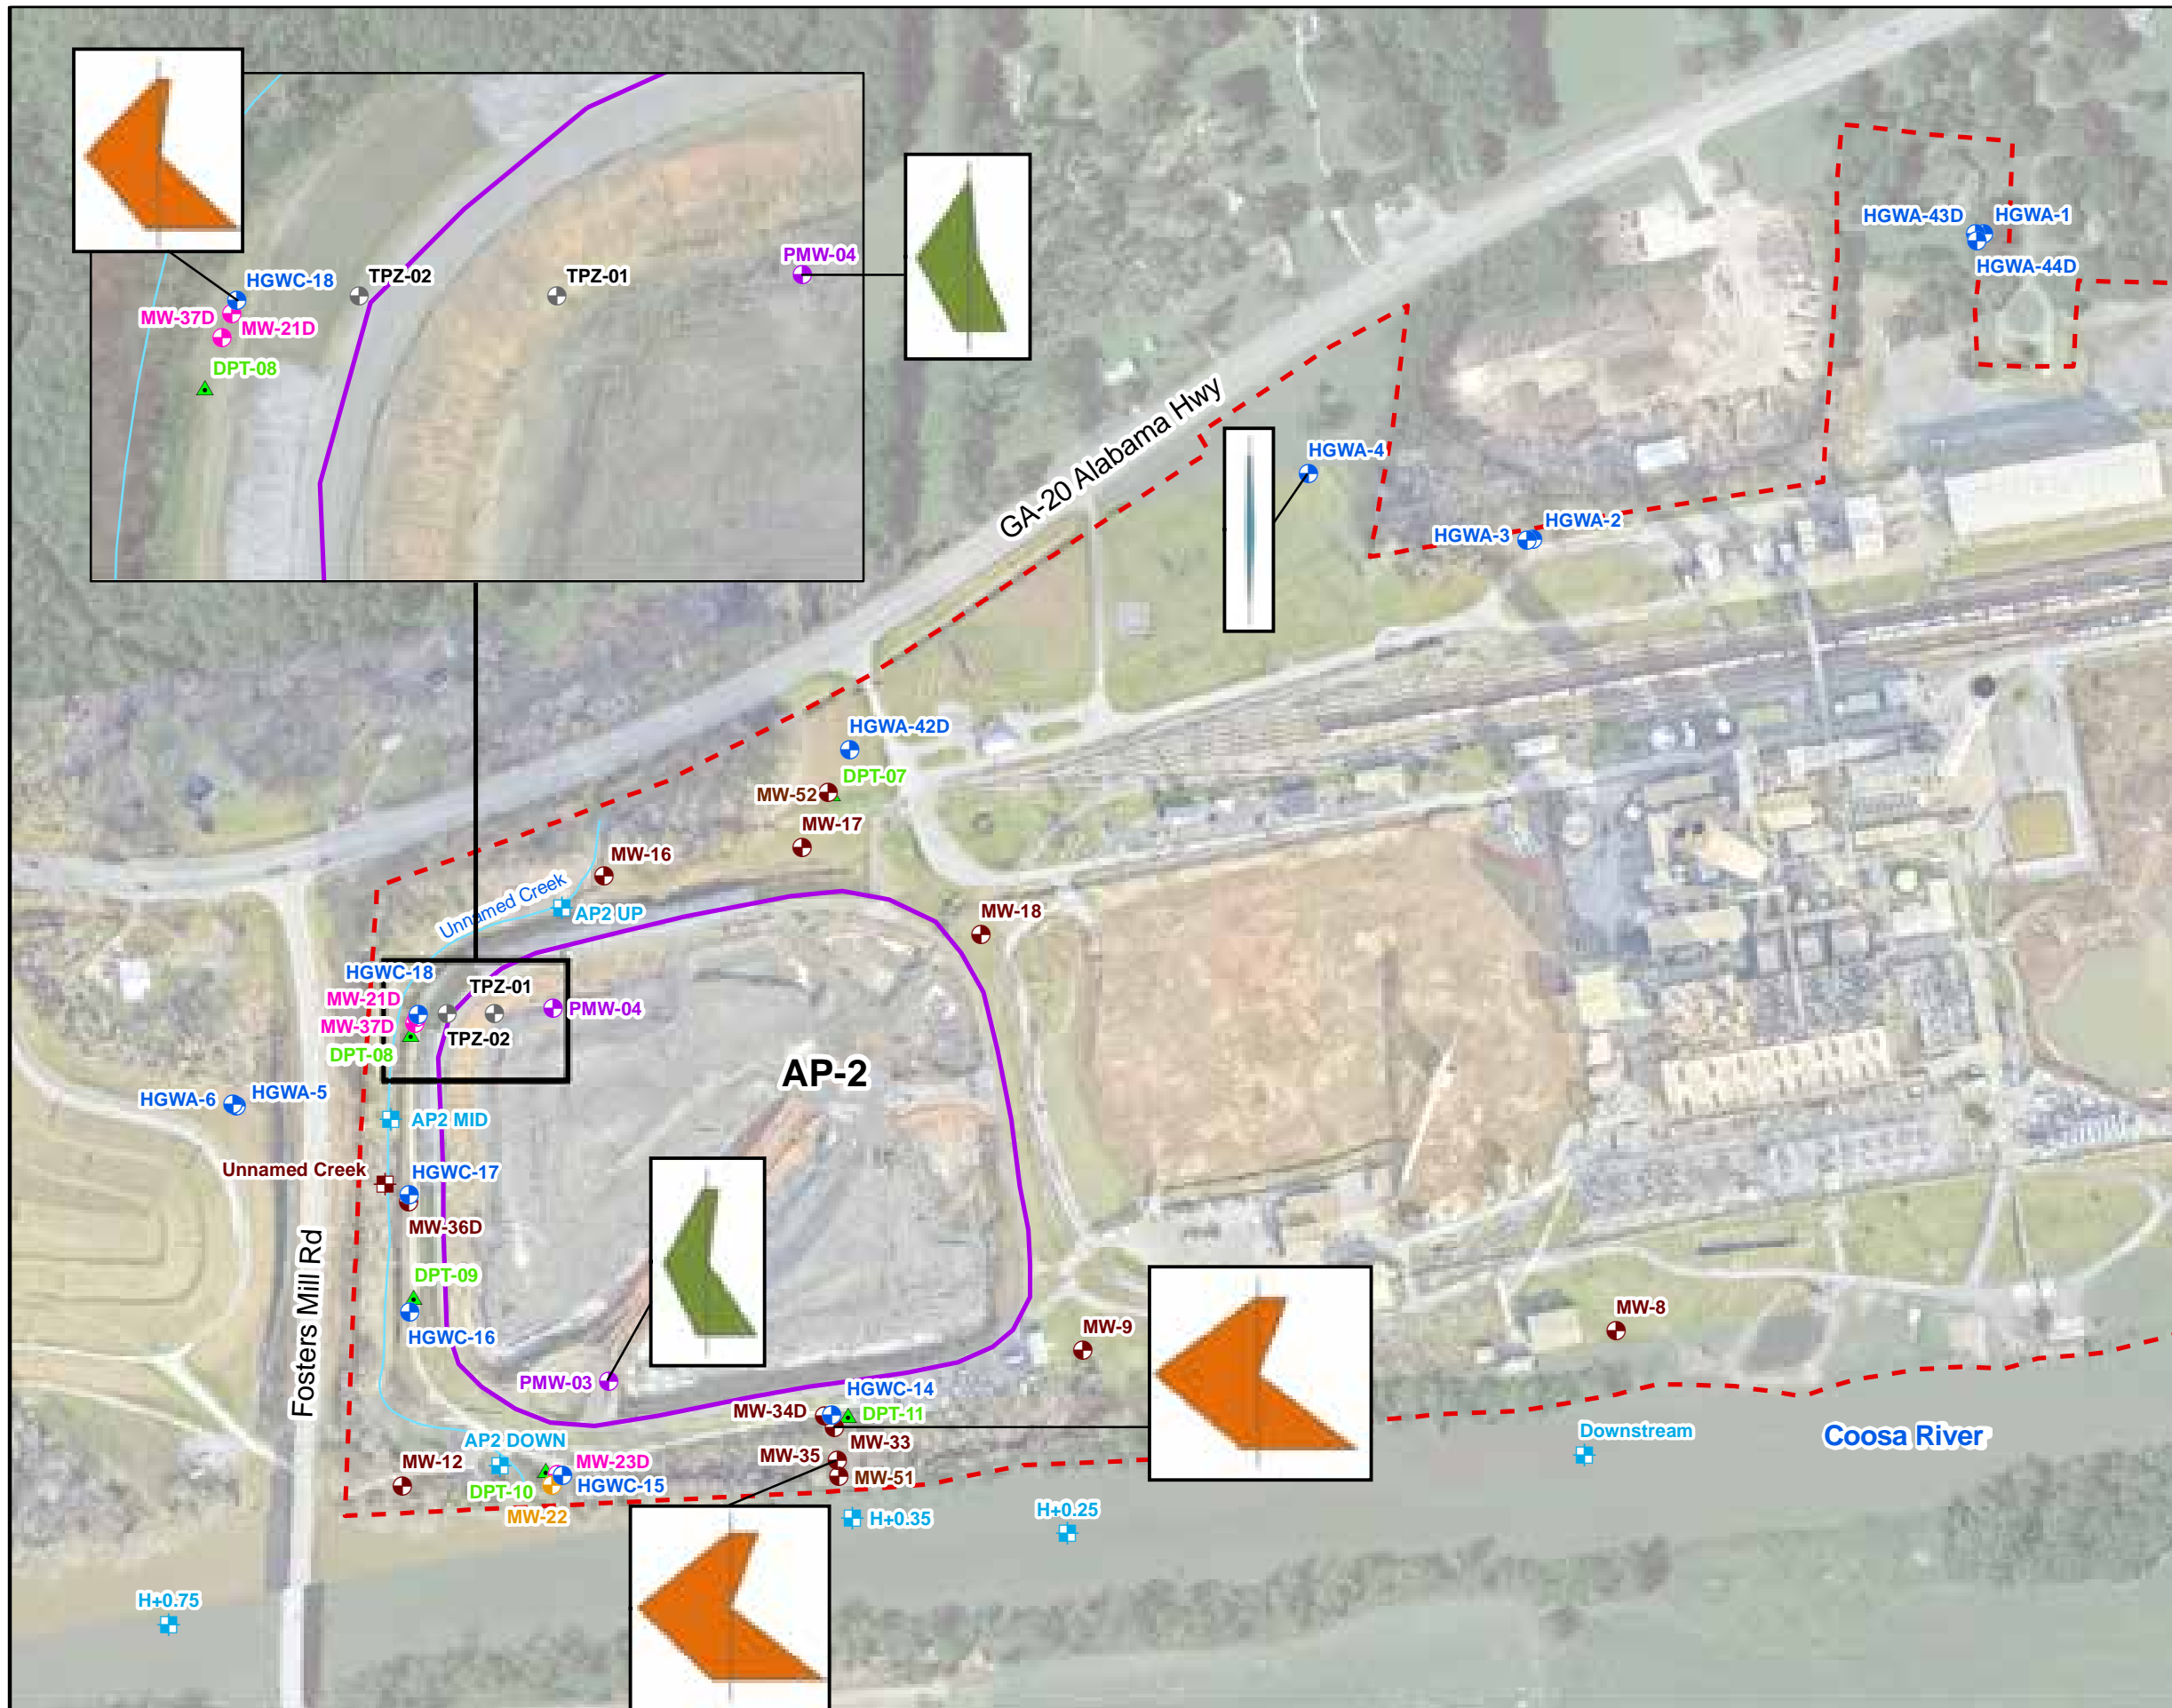 HGWC-18
TPZ-02
TPZ-01
PMW-04
MW-37D
MW-21D
DPT-08
HGWA-43D
HGWA-1
HGWA-44D
GA-20 Alabama Hwy
HGWA-4
HGWA-3
HGWA-2
HGWA-42D
DPT-07
MW-52
MW-17
MW-16
Unnamed Creek
AP2 UP
MW-18
HGWC-18
TPZ-01
MW-21D
PMW-04
MW-37D
TPZ-02
DPT-08
AP-2
HGWA-6
HGWA-5
AP2 MID
Unnamed Creek
HGWC-17
MW-36D
Fosters Mill Rd
DPT-09
HGWC-16
MW-9
MW-8
PMW-03
HGWC-14
MW-34D
DPT-11
Downstream
Coosa River
AP2 DOWN
MW-33
MW-12
MW-23D
MW-35
MW-51
DPT-10
HGWC-15
MW-22
H+0.35
H+0.25
H+0.75